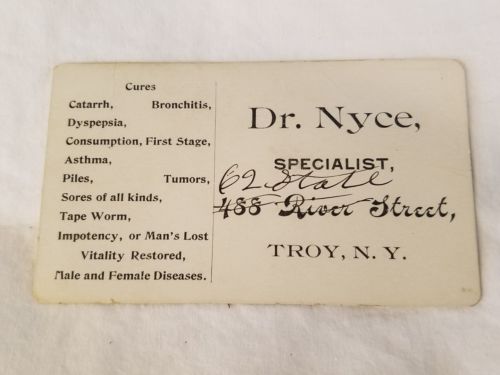 Cures
Catarrh, Bronchitis,
Dyspepsia,
Consumption, First Stage,
Asthma,
Piles, Tumors,
Sores of all kinds,
Tape Worm,
Impotency, or Man's Lost
Vitality Restored,
Male and Female Diseases.
Dr. Nyce,
SPECIALIST,
62 State
488 River Street,
TROY, N. Y.